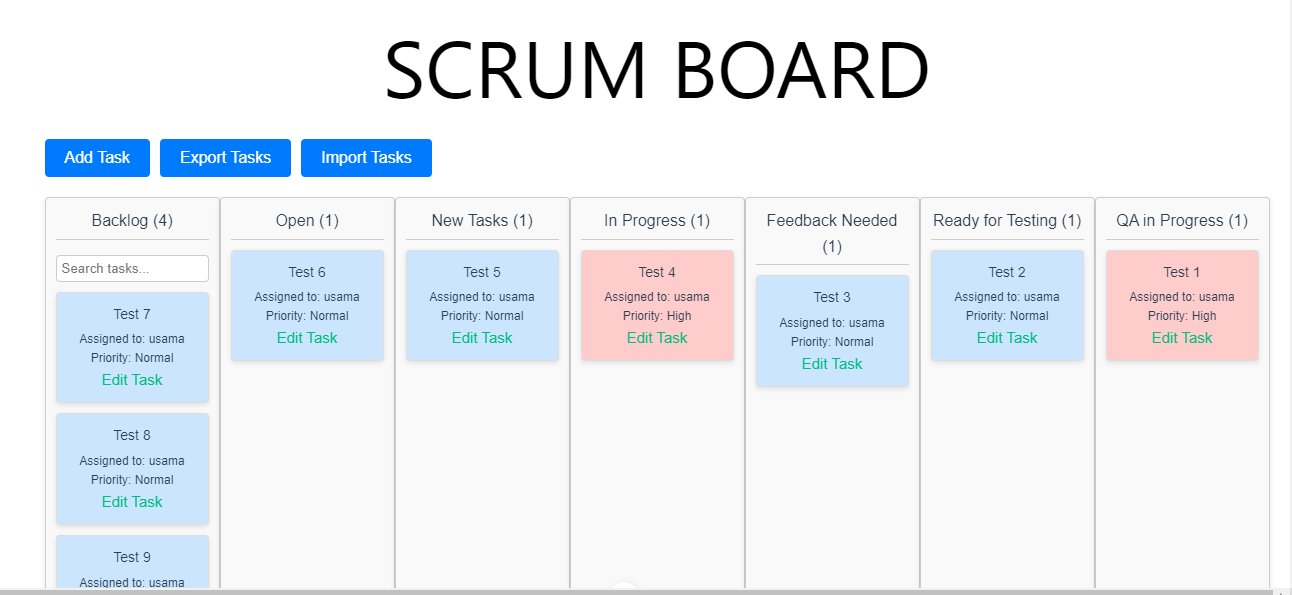 SCRUM BOARD
Add Task
Export Tasks
Import Tasks
Backlog (4)
Search tasks...
Test 7
Assigned to: usama
Priority: Normal
Edit Task
Test 8
Assigned to: usama
Priority: Normal
Edit Task
Test 9
Assigned to: usama
Open (1)
Test 6
Assigned to: usama
Priority: Normal
Edit Task
New Tasks (1)
Test 5
Assigned to: usama
Priority: Normal
Edit Task
In Progress (1)
Test 4
Assigned to: usama
Priority: High
Edit Task
Feedback Needed
(1)
Test 3
Assigned to: usama
Priority: Normal
Edit Task
Ready for Testing (1)
Test 2
Assigned to: usama
Priority: Normal
Edit Task
QA in Progress (1)
Test 1
Assigned to: usama
Priority: High
Edit Task